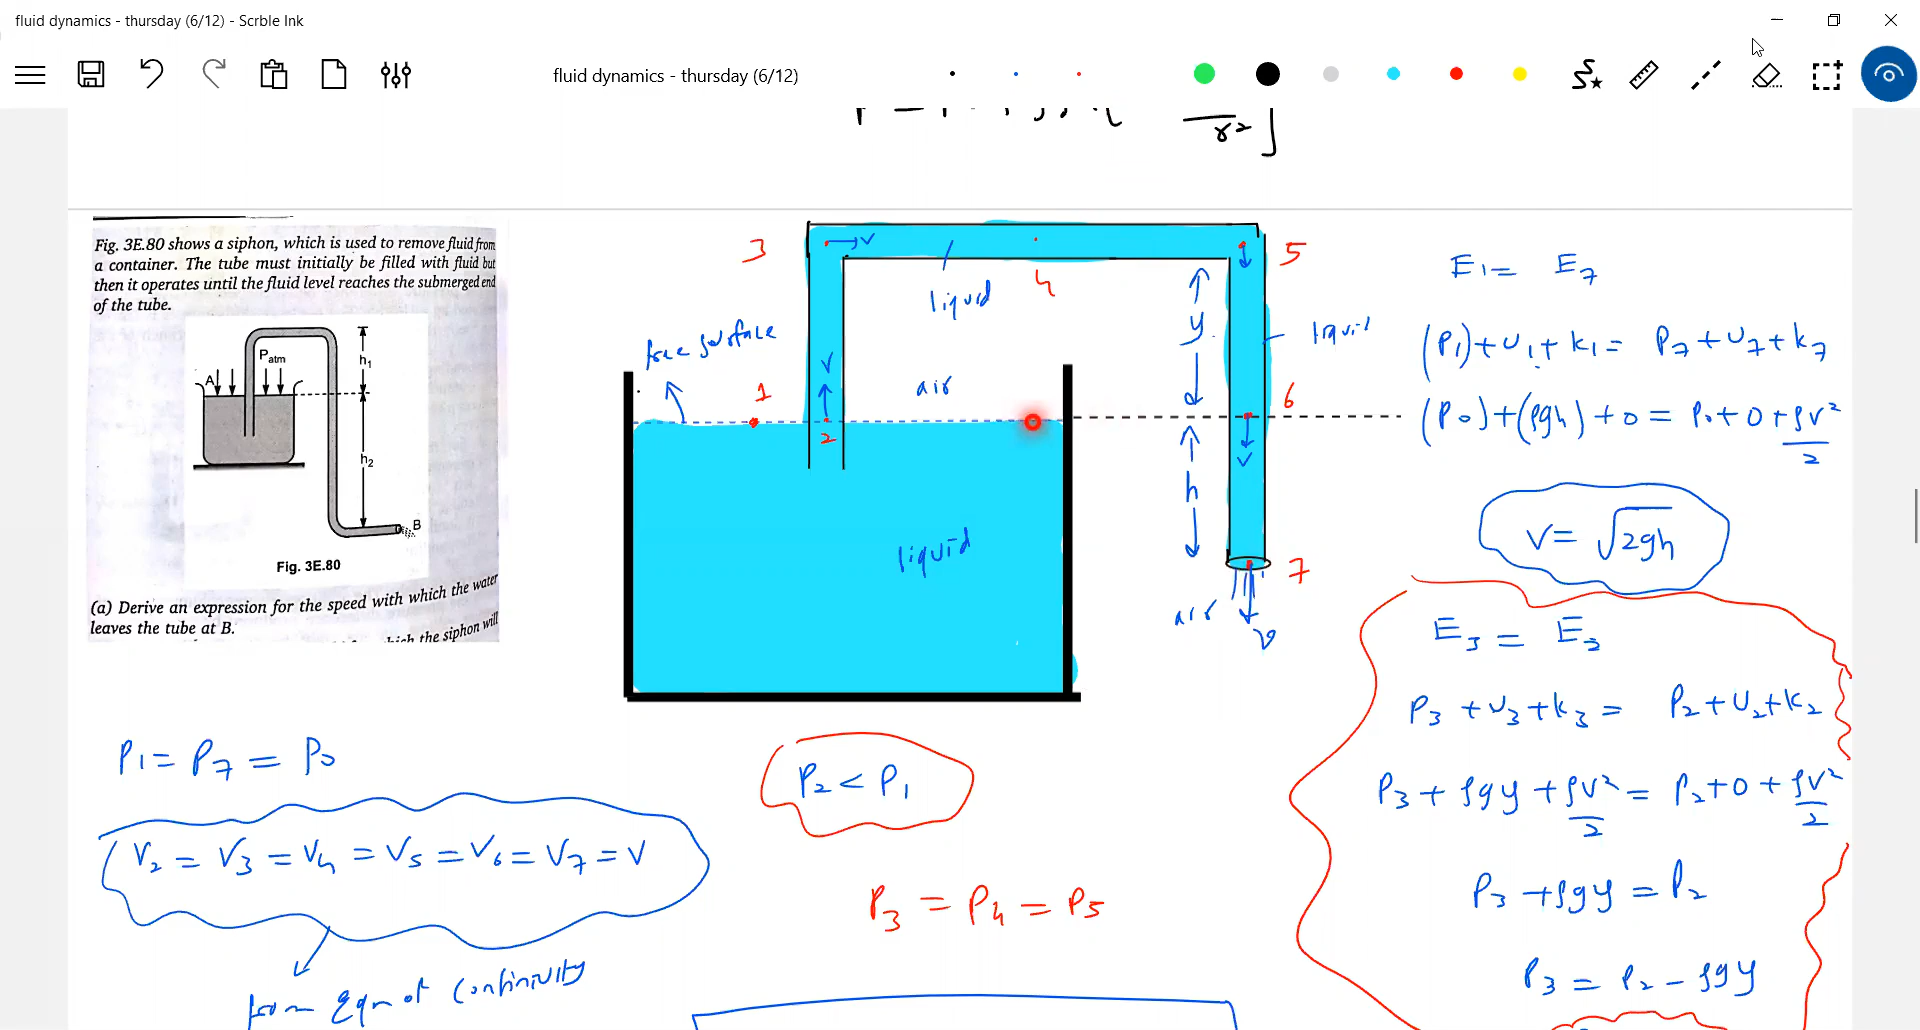 fluid dynamics - thursday (6/12) - Scrble Ink
fluid dynamics - thursday (6/12)
r²]
Fig. 3E.80 shows a siphon, which is used to remove fluid from
a container. The tube must initially be filled with fluid but
then it operates until the fluid level reaches the submerged end
of the tube.
A
P atm
h₁
h₂
B
Fig. 3E.80
(a) Derive an expression for the speed with which the water
leaves the tube at B.
which the siphon will
3
v
5
4
liquid
y
liquid
free surface
v
air
1
2
6
v
h
liquid
7
air
v
E₁ = E₇
(P₁) + U₁ + K₁ = P₇ + U₇ + K₇
(P₀) + (ρgh) + 0 = P₀ + 0 + ρv²/2
V = √2gh
E₃ = E₂
P₃ + U₃ + K₃ = P₂ + U₂ + K₂
P₃ + ρgy + ρv²/2 = P₂ + 0 + ρv²/2
P₃ + ρgy = P₂
P₃ = P₂ - ρgy
P₁ = P₇ = P₀
P₂ < P₁
V₂ = V₃ = V₄ = V₅ = V₆ = V₇ = V
P₃ = P₄ = P₅
from Eqn of continuity